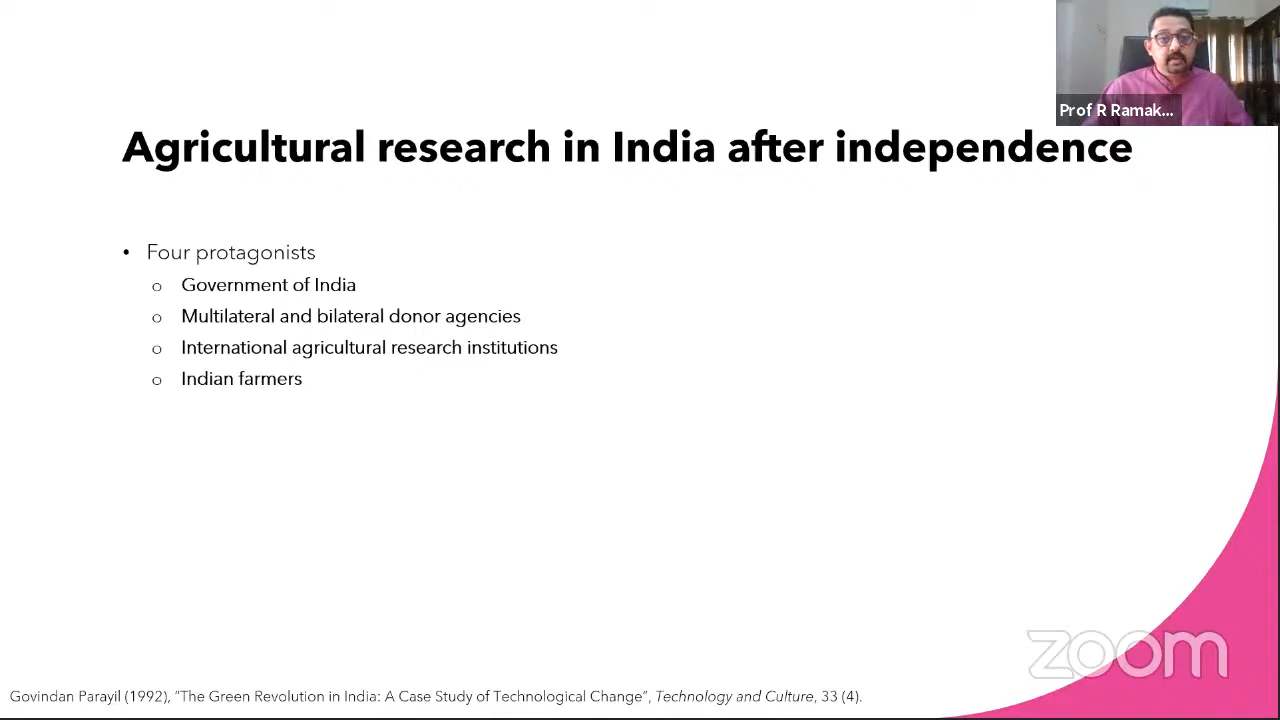 Prof R Ramak...
Agricultural research in India after independence
• Four protagonists
o Government of India
o Multilateral and bilateral donor agencies
o International agricultural research institutions
o Indian farmers
zoom
Govindan Parayil (1992), “The Green Revolution in India: A Case Study of Technological Change”, Technology and Culture, 33 (4).